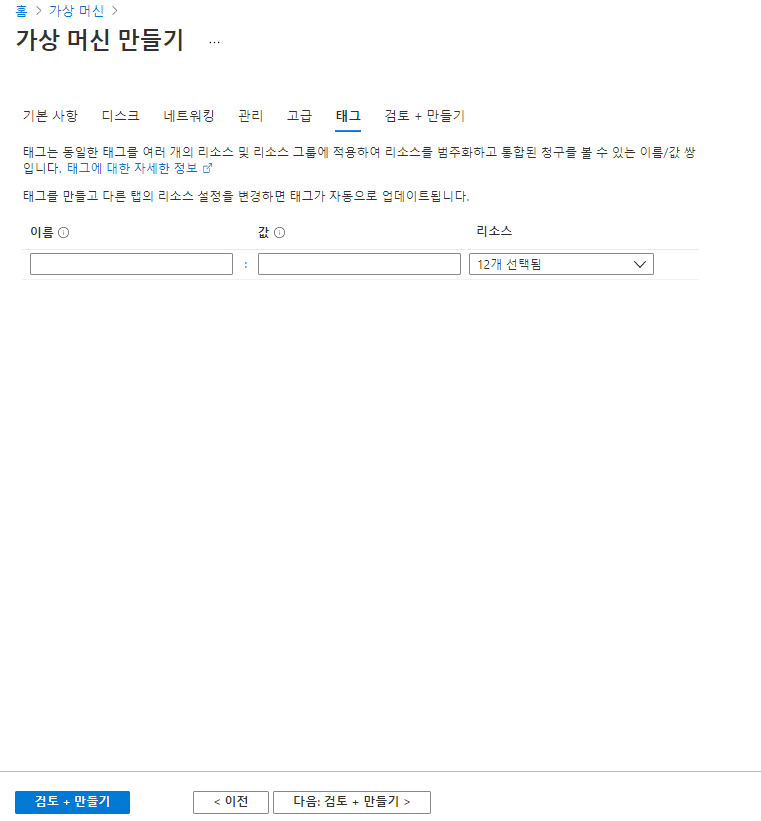 홈 > 가상 머신 >
가상 머신 만들기 ...
기본 사항 디스크 네트워킹 관리 고급 태그 검토 + 만들기
태그는 동일한 태그를 여러 개의 리소스 및 리소스 그룹에 적용하여 리소스를 범주화하고 통합된 청구를 볼 수 있는 이름/값 쌍
입니다. 태그에 대한 자세한 정보
태그를 만들고 다른 탭의 리소스 설정을 변경하면 태그가 자동으로 업데이트됩니다.
이름 값 리소스
: 12개 선택됨
검토 + 만들기 < 이전 다음: 검토 + 만들기 >